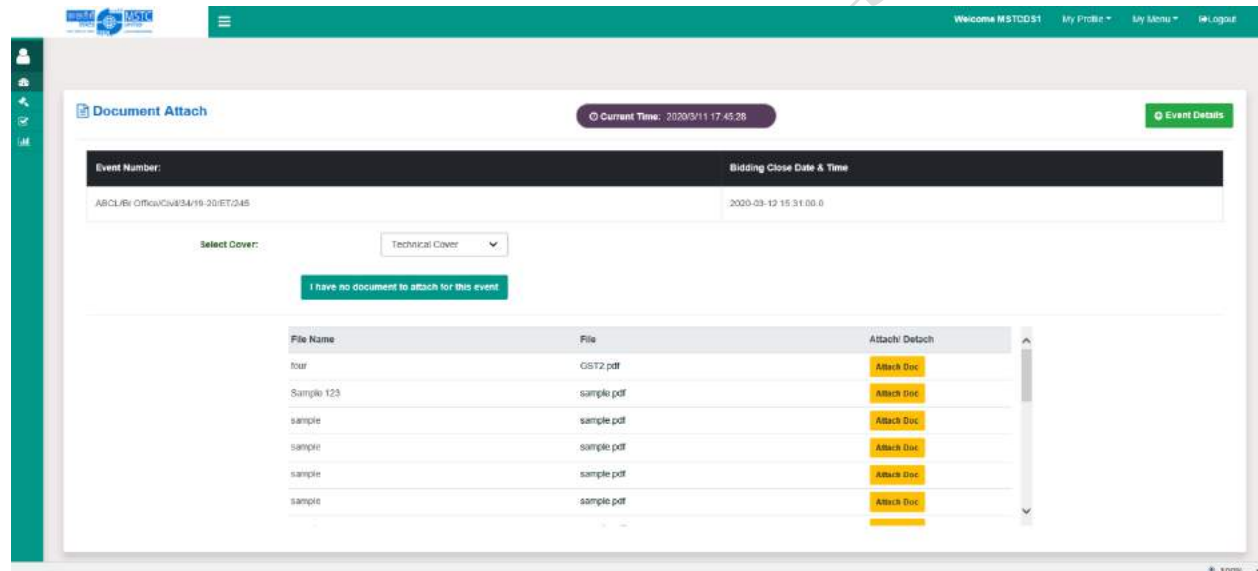 MSTC
Welcome MSTCDS1 My Profile My Menu Logout
Document Attach
Current Time: 2020/3/11 17:45:28
Event Details
Event Number: Bidding Close Date & Time
ABCL/Br Office/Civil/34/19-20/ET/245 2020-03-12 15:31:00.0
Select Cover: Technical Cover
I have no document to attach for this event
File Name File Attach/ Detach
four GST2.pdf Attach Doc
Sample 123 sample.pdf Attach Doc
sample sample.pdf Attach Doc
sample sample.pdf Attach Doc
sample sample.pdf Attach Doc
sample sample.pdf Attach Doc